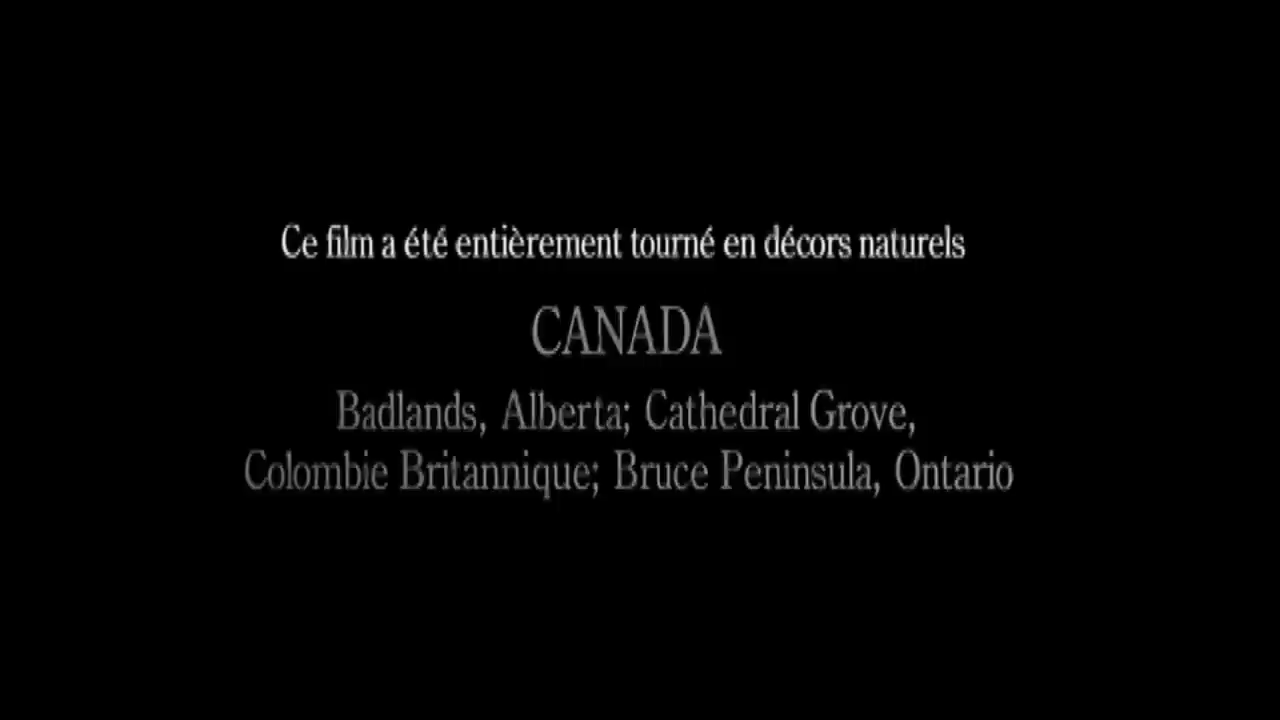 Ce film a été entièrement tourné en décors naturels
CANADA
Badlands, Alberta; Cathedral Grove,
Colombie Britannique; Bruce Peninsula, Ontario